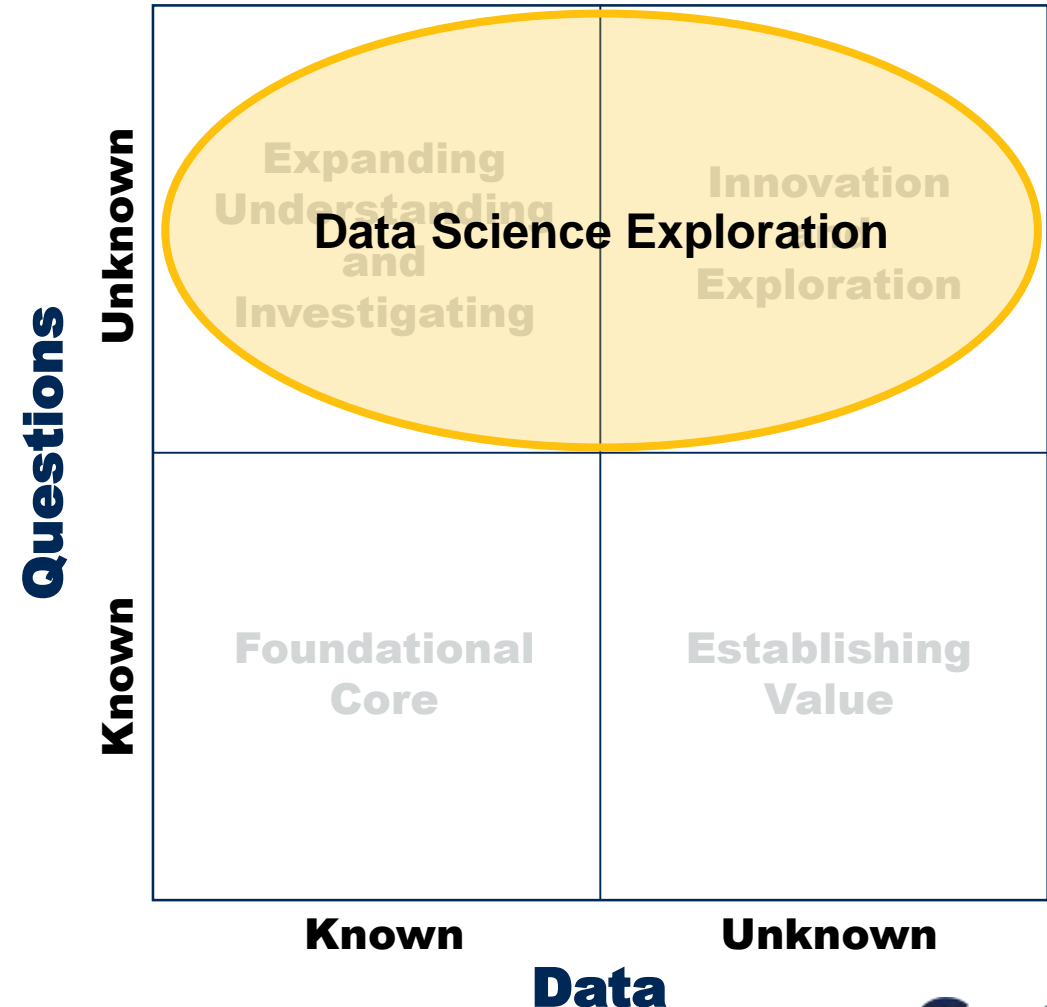 Expanding
Understanding
and
Investigating
Innovation
and
Exploration
Data Science Exploration
Unknown
Questions
Known
Foundational
Core
Establishing
Value
Known
Unknown
Data